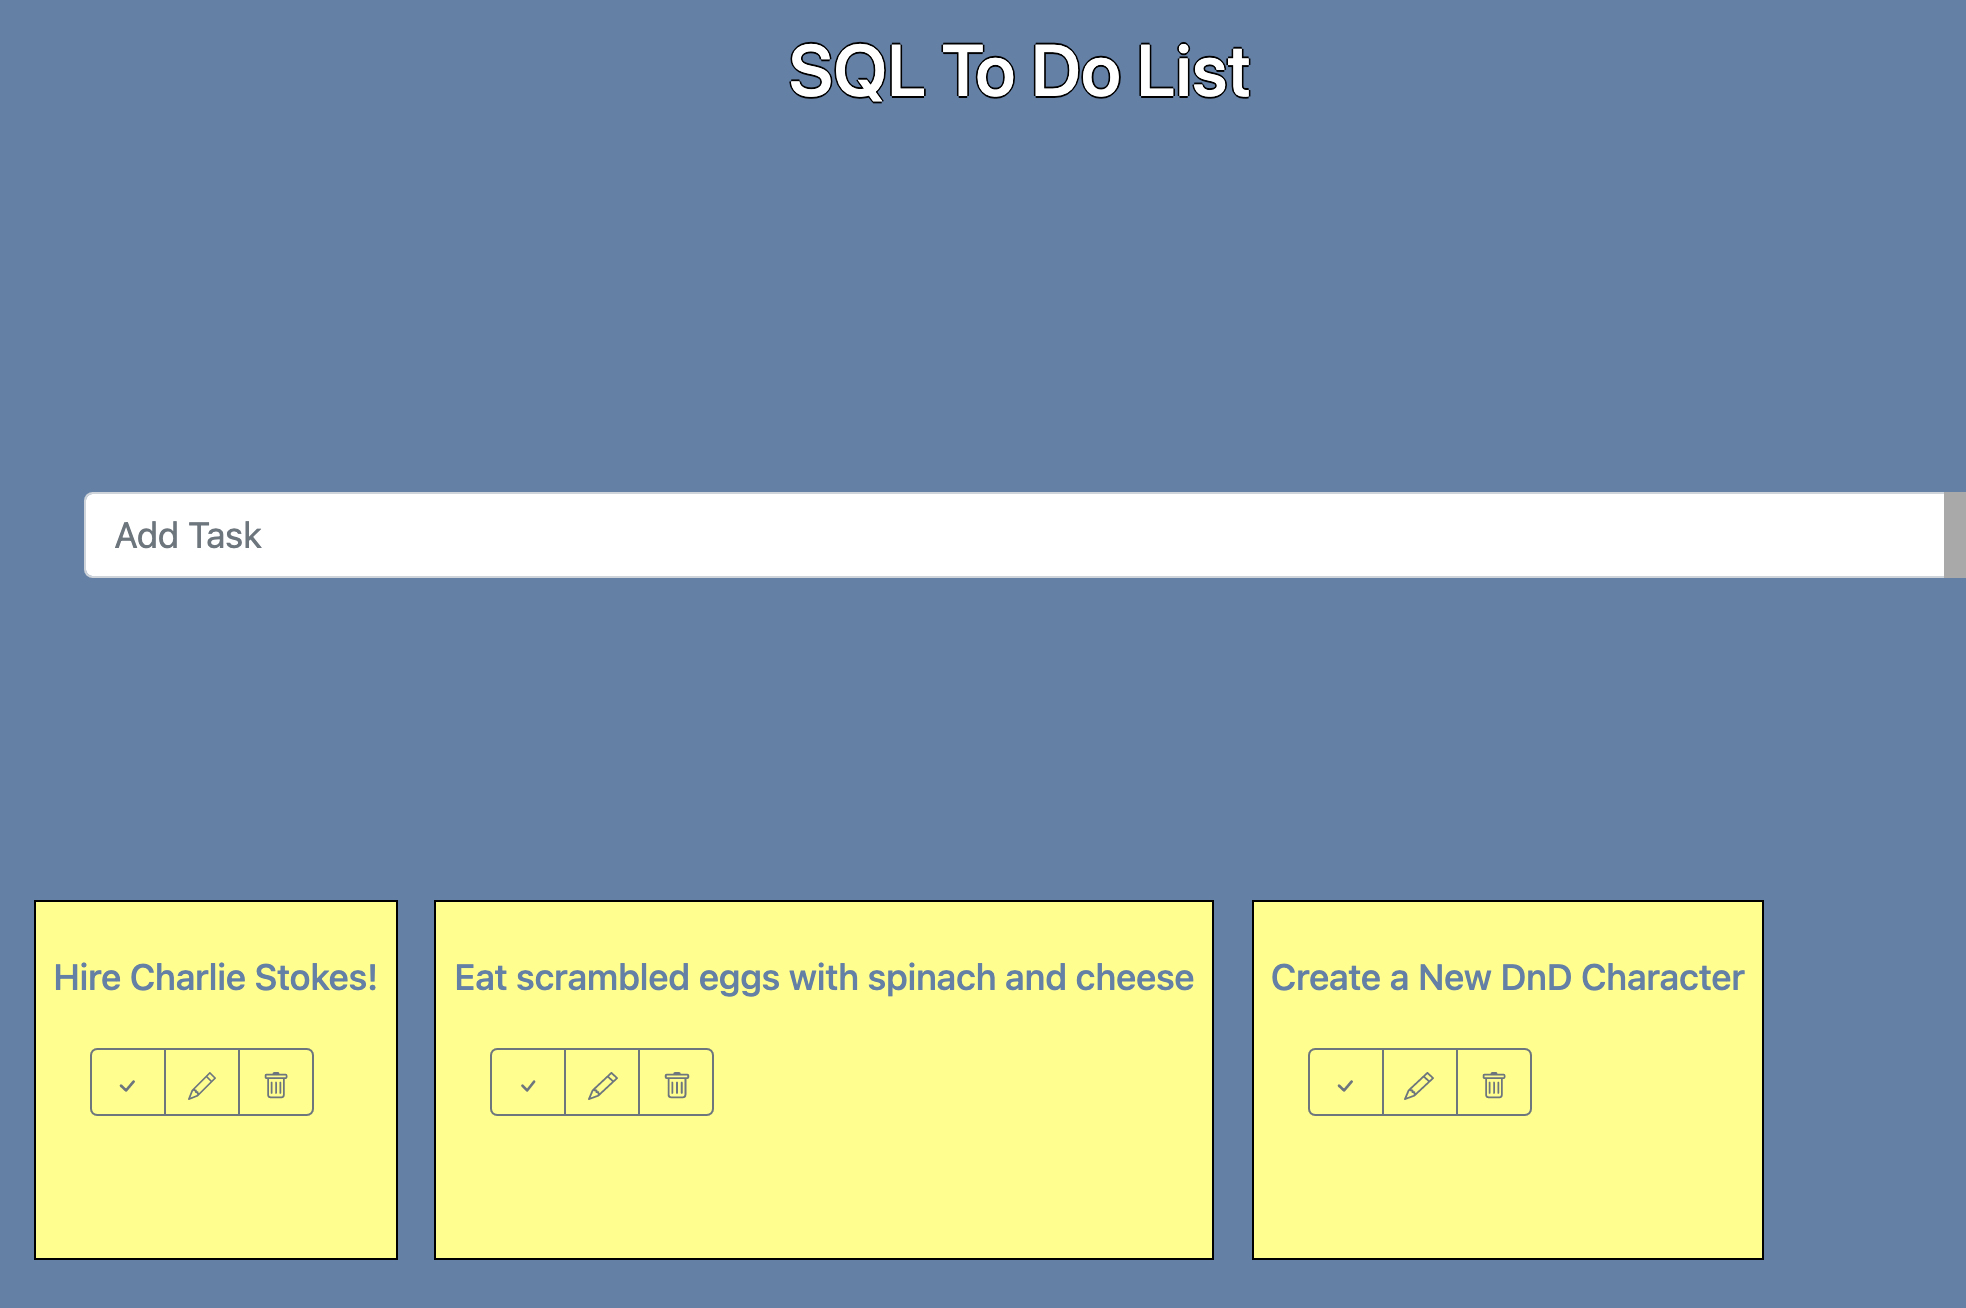 SQL To Do List
Add Task
Hire Charlie Stokes!
Eat scrambled eggs with spinach and cheese
Create a New DnD Character